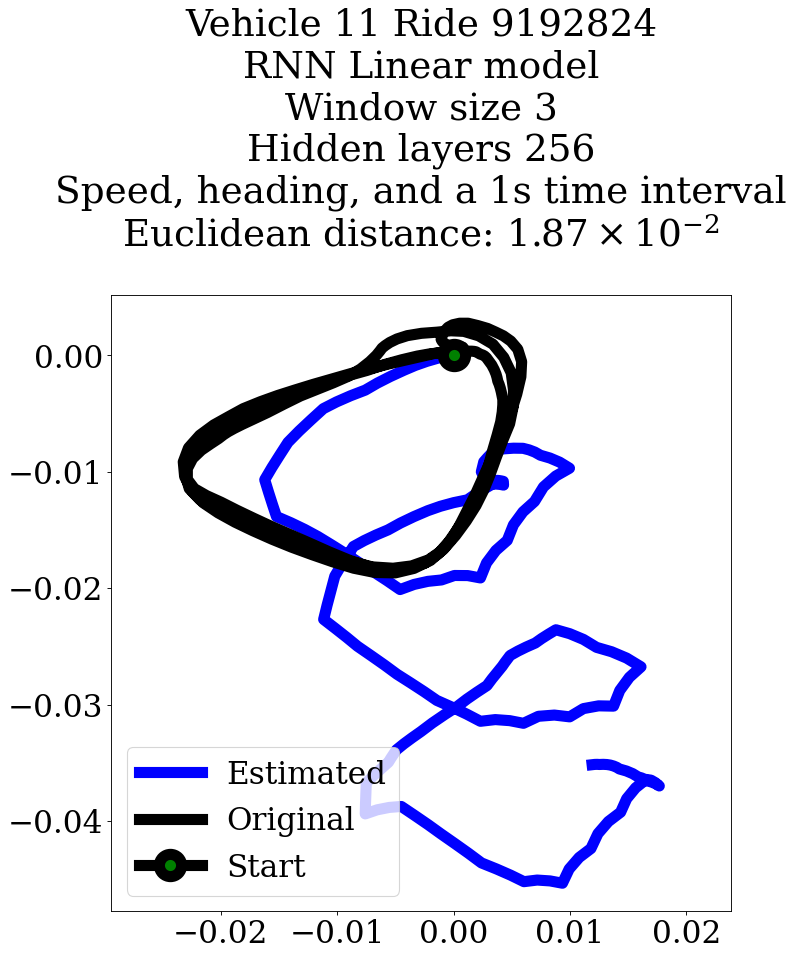 Vehicle 11 Ride 9192824
RNN Linear model
Window size 3
Hidden layers 256
Speed, heading, and a 1s time interval
Euclidean distance: 1.87 × 10⁻²
0.00
−0.01
−0.02
−0.03
−0.04
Estimated
Original
Start
−0.02 −0.01 0.00 0.01 0.02